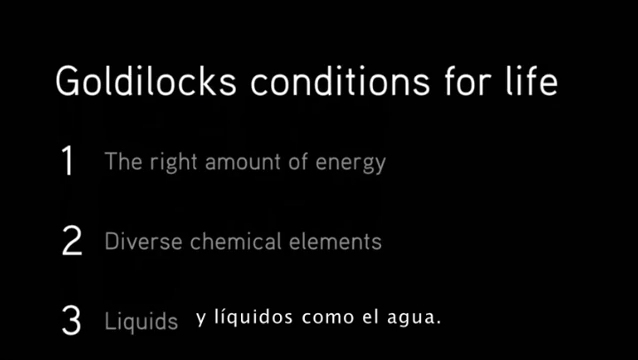 Goldilocks conditions for life
1 The right amount of energy
2 Diverse chemical elements
3 Liquids y líquidos como el agua.